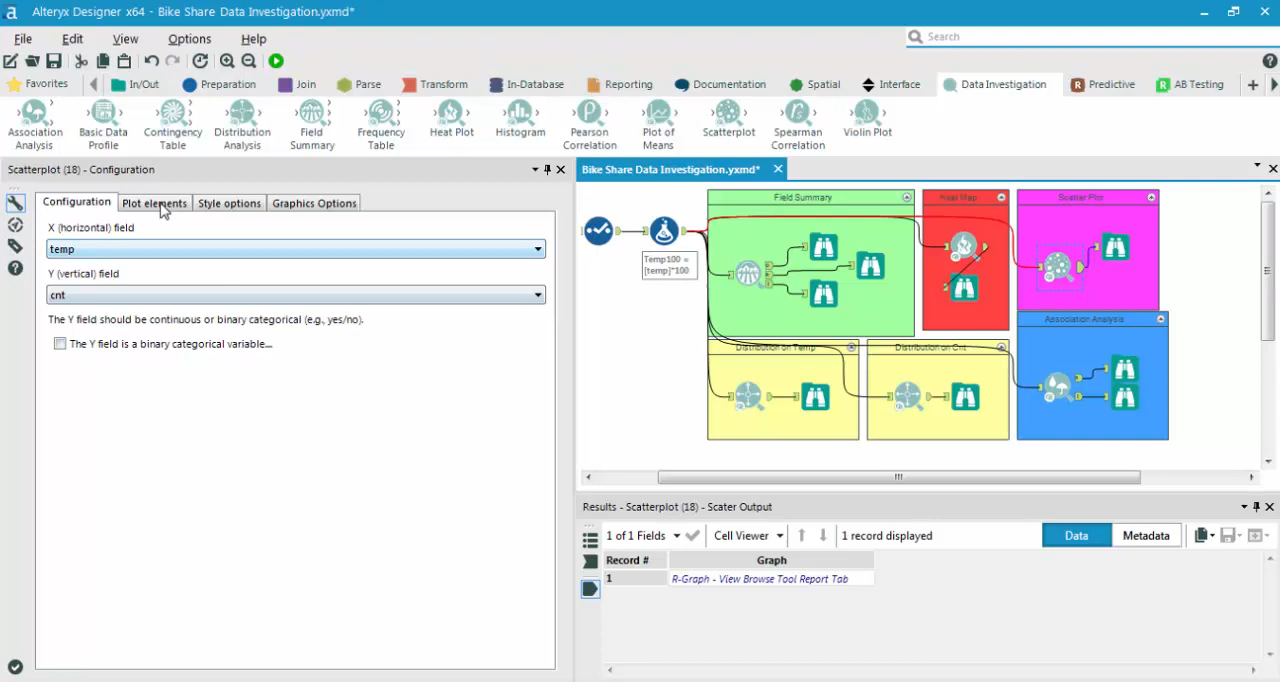 Alteryx Designer x64 - Bike Share Data Investigation.yxmd*
File Edit View Options Help
Search
Favorites In/Out Preparation Join Parse Transform In-Database Reporting Documentation Spatial Interface Data Investigation Predictive AB Testing
Association Analysis
Basic Data Profile
Contingency Table
Distribution Analysis
Field Summary
Frequency Table
Heat Plot
Histogram
Pearson Correlation
Plot of Means
Scatterplot
Spearman Correlation
Violin Plot
Scatterplot (18) - Configuration
Configuration Plot elements Style options Graphics Options
X (horizontal) field
temp
Y (vertical) field
cnt
The Y field should be continuous or binary categorical (e.g., yes/no).
The Y field is a binary categorical variable...
Bike Share Data Investigation.yxmd*
Field Summary
Heat Map
Scatter Plot
Temp100 =
[temp]*100
Association Analysis
Distribution on Temp
Distribution on Cnt
Results - Scatterplot (18) - Scater Output
1 of 1 Fields Cell Viewer 1 record displayed Data Metadata
Record # Graph
1 R-Graph - View Browse Tool Report Tab